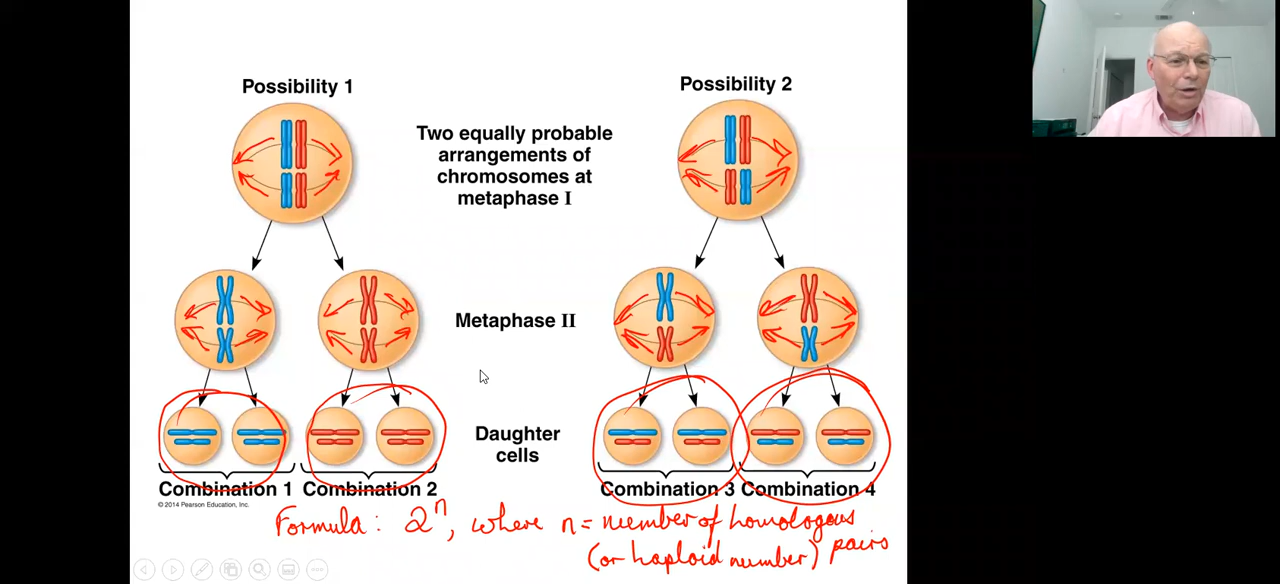 Possibility 1
Possibility 2
Two equally probable
arrangements of
chromosomes at
metaphase I
Metaphase II
Daughter
cells
Combination 1
Combination 2
Combination 3
Combination 4
© 2014 Pearson Education, Inc.
Formula: 2ⁿ, where n = number of homologous
(or haploid number) pairs